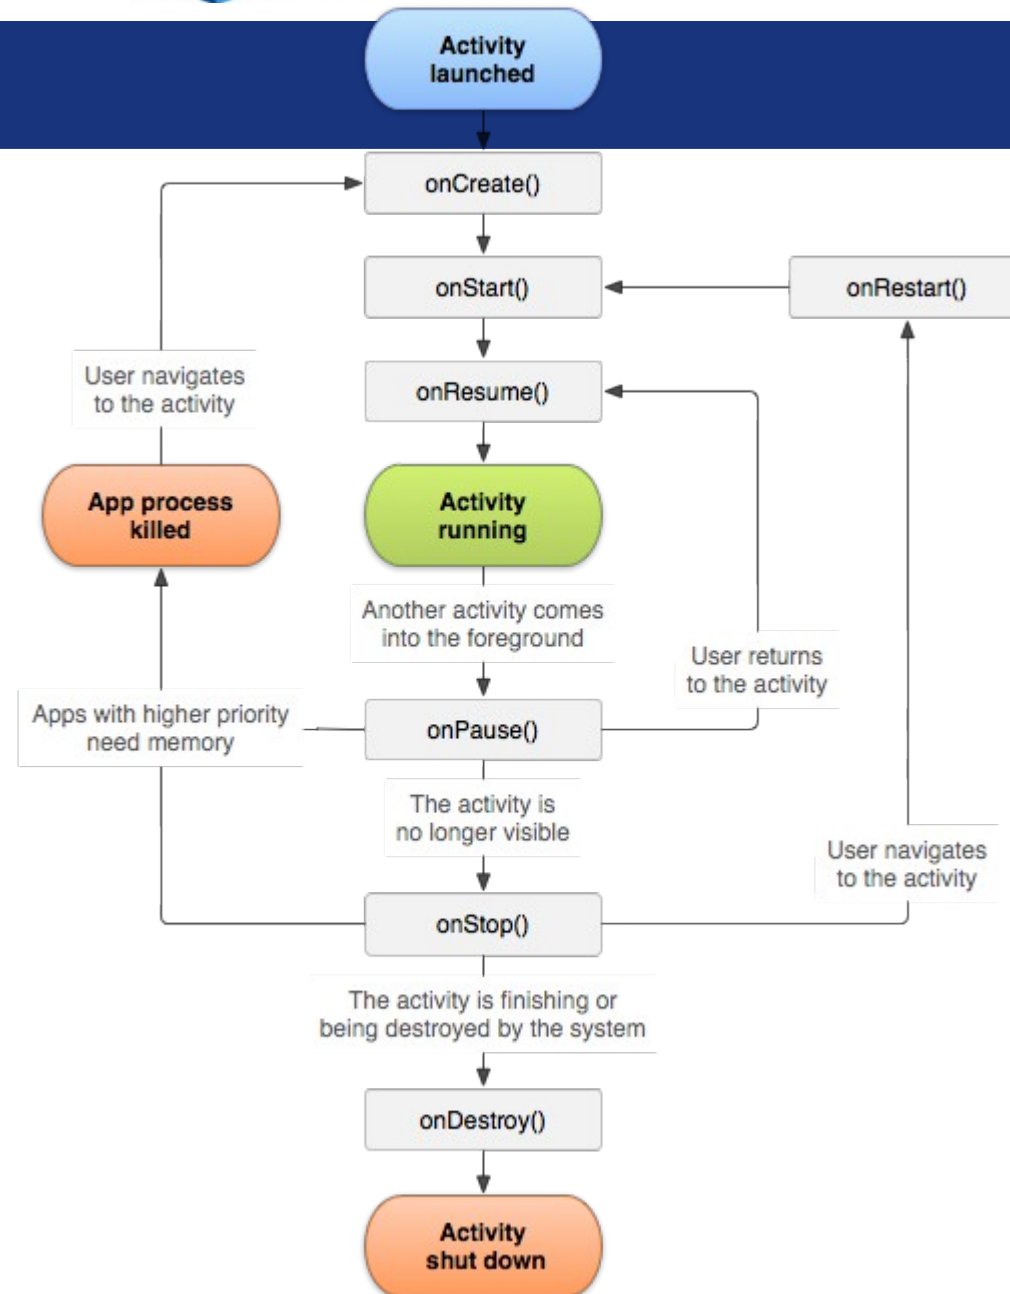 Activity
launched
onCreate()
onStart()
onRestart()
User navigates
to the activity
onResume()
App process
killed
Activity
running
Another activity comes
into the foreground
User returns
to the activity
Apps with higher priority
need memory
onPause()
The activity is
no longer visible
User navigates
to the activity
onStop()
The activity is finishing or
being destroyed by the system
onDestroy()
Activity
shut down